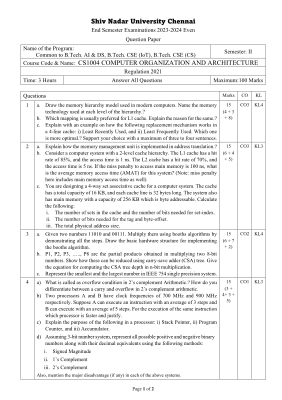 Shiv Nadar University Chennai
End Semester Examinations 2023-2024 Even
Question Paper
Name of the Program:
Common to B.Tech. AI & DS, B.Tech. CSE (IoT), B.Tech. CSE (CS)
Semester: II
Course Code & Name: CS1004 COMPUTER ORGANIZATION AND ARCHITECTURE
Regulation 2021
Time: 3 Hours Answer All Questions Maximum: 100 Marks
Questions Marks CO KL
1 a. Draw the memory hierarchy model used in modern computers. Name the memory technology used at each level of the hierarchy.?
b. Which mapping is usually preferred for L1 cache. Explain the reasons for the same.?
c. Explain with an example on how the following replacement mechanism works in a 4-line cache: i) Least Recently Used, and ii) Least Frequently Used. Which one is more optimal? Support your choice with a maximum of three to four sentences.
15 (4 + 3 + 8) CO3 KL4
2 a. Explain how the memory management unit is implemented in address translation.?
b. Consider a computer system with a 2-level cache hierarchy. The L1 cache has a hit rate of 85%, and the access time is 1 ns. The L2 cache has a hit rate of 70%, and the access time is 5 ns. If the miss penalty to access main memory is 100 ns, what is the average memory access time (AMAT) for this system? (Note: miss penalty here includes main memory access time as well)
c. You are designing a 4-way set associative cache for a computer system. The cache has a total capacity of 16 KB, and each cache line is 32 bytes long. The system also has main memory with a capacity of 256 KB which is byte addressable. Calculate the following:
i. The number of sets in the cache and the number of bits needed for set-index.
ii. The number of bits needed for the tag and byte-offset.
iii. The total physical address size.
15 (6 + 4 + 5) CO3 KL3
3 a. Given two numbers 11010 and 00111. Multiply them using booths algorithm by demonstrating all the steps. Draw the basic hardware structure for implementing the booths algorithm.
b. P1, P2, P3, …, P8 are the partial products obtained in multiplying two 8-bit numbers. Show how these can be reduced using carry-save adder (CSA) tree. Give the equation for computing the CSA tree depth in n-bit multiplication.
c. Represent the smallest and the largest number in IEEE 754 single precision system.
15 (6 + 7 + 2) CO2 KL4
4 a) What is called as overflow condition in 2's complement Arithmetic? How do you differentiate between a carry and overflow in 2's complement arithmetic.
b) Two processors A and B have clock frequencies of 700 MHz and 900 MHz respectively. Suppose A can execute an instruction with an average of 3 steps and B can execute with an average of 5 steps. For the execution of the same instruction which processor is faster and justify.
c) Explain the purpose of the following in a processor: i) Stack Pointer, ii) Program Counter, and iii) Accumulator.
d) Assuming 3-bit number system, represent all possible positive and negative binary numbers along with their decimal equivalents using the following methods:
i. Signed Magnitude
ii. 1's Complement
iii. 2's Complement
Also, mention the major disadvantage (if any) in each of the above systems.
15 CO1 KL3
Page 1 of 2